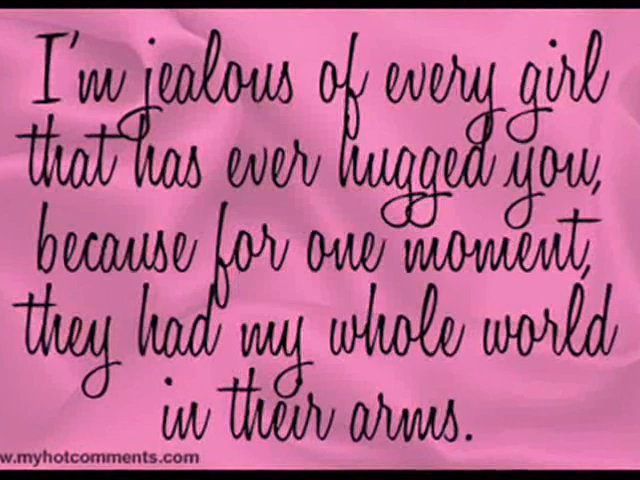 I'm jealous of every girl
that has ever hugged you,
because for one moment,
they had my whole world
in their arms.
w.myhotcomments.com